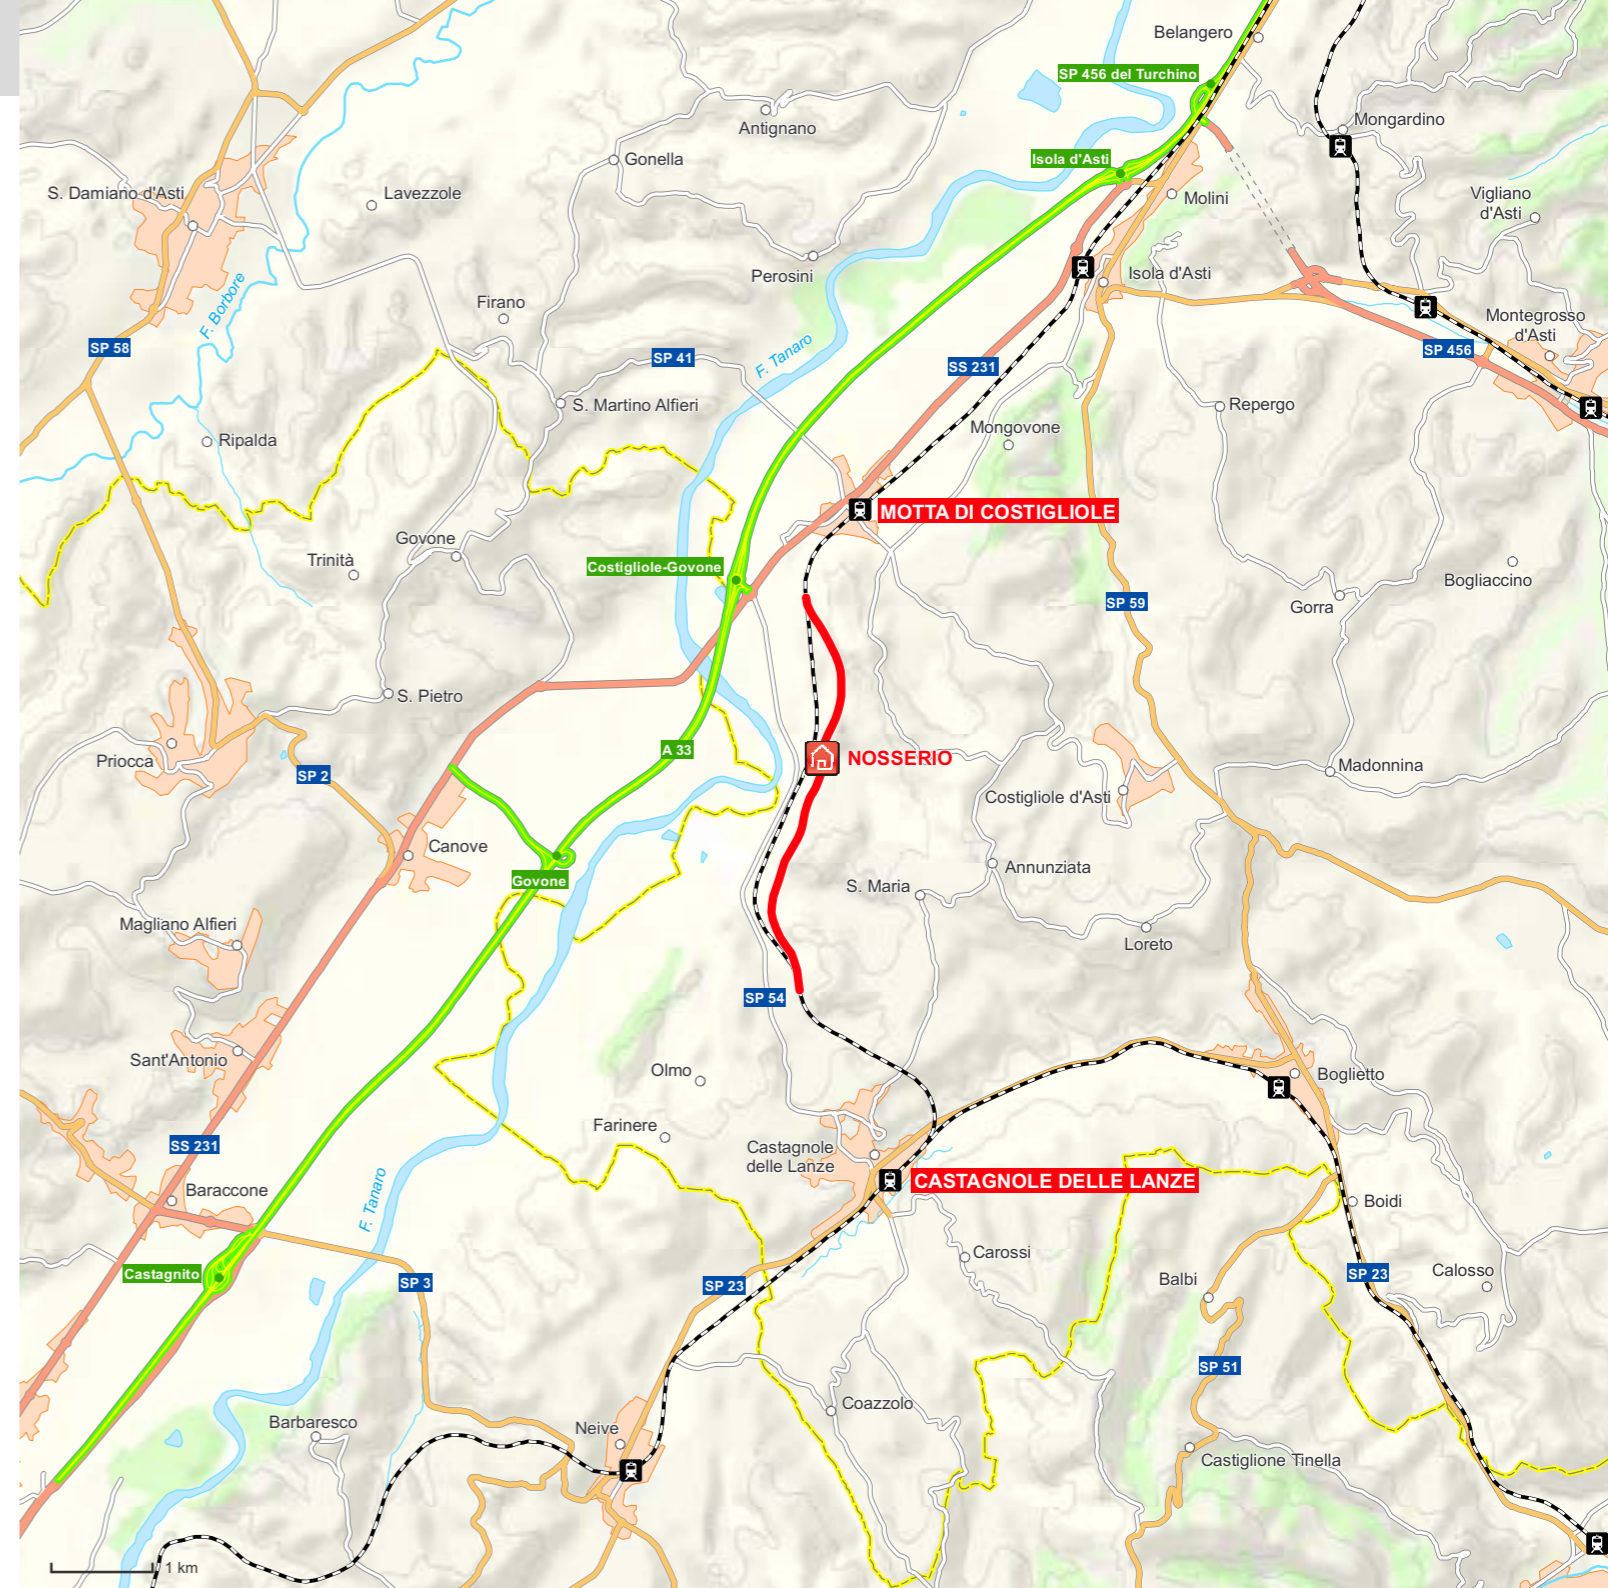 Belangero
SP 456 del Turchino
Antignano
Mongardino
Gonella
Isola d'Asti
S. Damiano d'Asti
Lavezzole
Molini
Vigliano
d'Asti
Perosini
Isola d'Asti
F. Borbore
Firano
Montegrosso
d'Asti
SP 58
SP 41
F. Tanaro
SS 231
SP 456
S. Martino Alfieri
Repergo
Ripalda
Mongovone
MOTTA DI COSTIGLIOLE
Govone
Trinità
Costigliole-Govone
Bogliaccino
SP 59
Gorra
S. Pietro
A 33
NOSSERIO
Priocca
SP 2
Madonnina
Costigliole d'Asti
Canove
Annunziata
Govone
S. Maria
Magliano Alfieri
Loreto
SP 54
Sant'Antonio
Olmo
Boglietto
Farinere
SS 231
Castagnole
delle Lanze
CASTAGNOLE DELLE LANZE
Baraccone
F. Tanaro
Boidi
Carossi
Castagnito
SP 3
SP 23
Balbi
SP 23
Calosso
SP 51
Coazzolo
Barbaresco
Neive
Castiglione Tinella
1 km